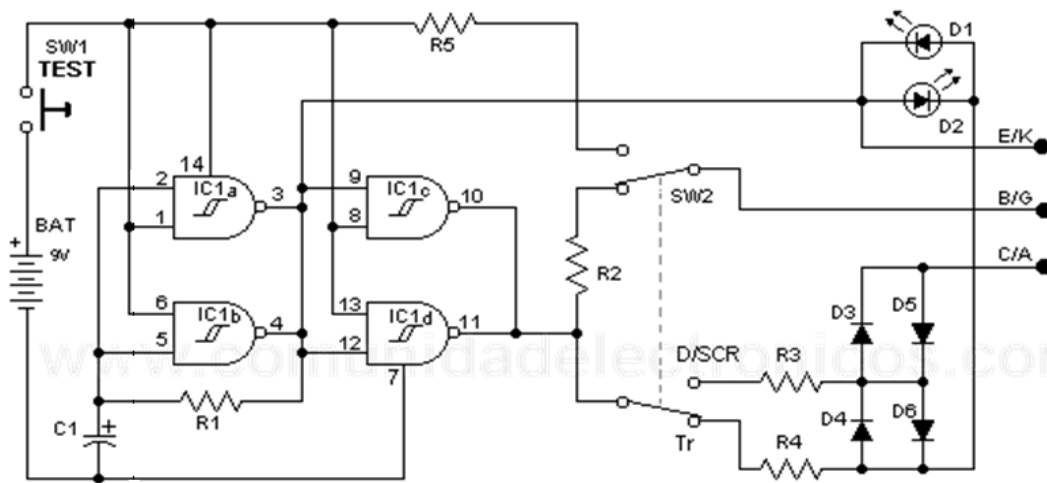 SW1
TEST
R5
D1
D2
E/K
14
2
IC1a
3
9
IC1c
10
1
8
SW2
B/G
BAT
+
9V
R2
C/A
6
IC1b
4
13
IC1d
11
D3
D5
5
12
www.comunidadelectronicos.com
7
D/SCR
R3
R1
D4
D6
C1
+
Tr
R4